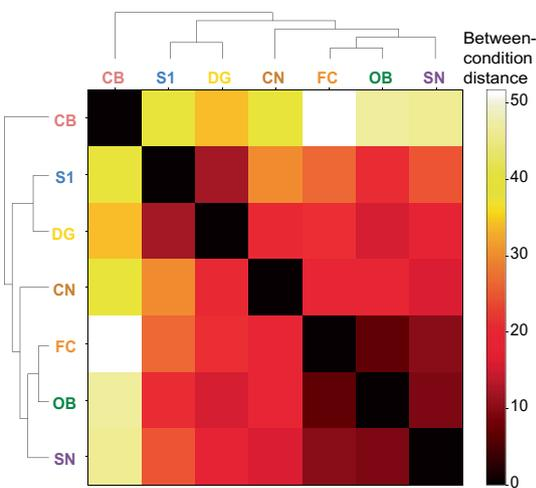 Between-
condition
distance
CB S1 DG CN FC OB SN
CB
S1
DG
CN
FC
OB
SN
50
40
30
20
10
0